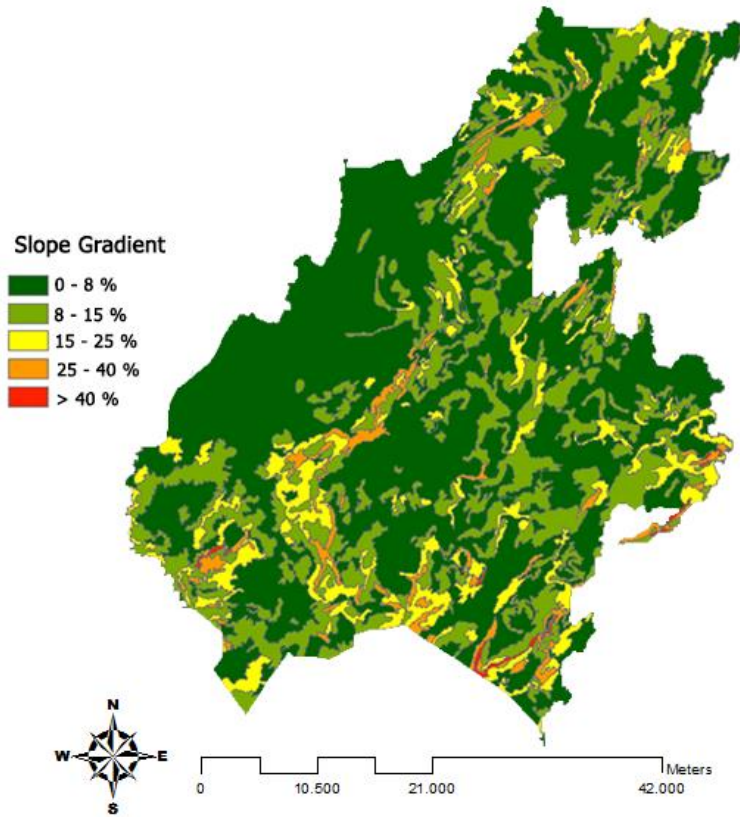 Slope Gradient
0 - 8 %
8 - 15 %
15 - 25 %
25 - 40 %
> 40 %
N
W E
S
Meters
0 10.500 21.000 42.000